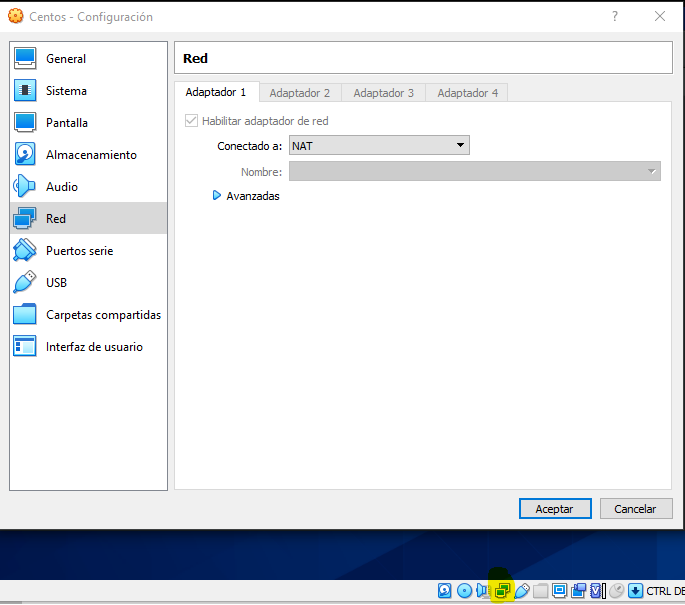 Centos - Configuración
?
General
Sistema
Pantalla
Almacenamiento
Audio
Red
Puertos serie
USB
Carpetas compartidas
Interfaz de usuario
Red
Adaptador 1 Adaptador 2 Adaptador 3 Adaptador 4
Habilitar adaptador de red
Conectado a: NAT
Nombre:
Avanzadas
Aceptar Cancelar
CTRL DE